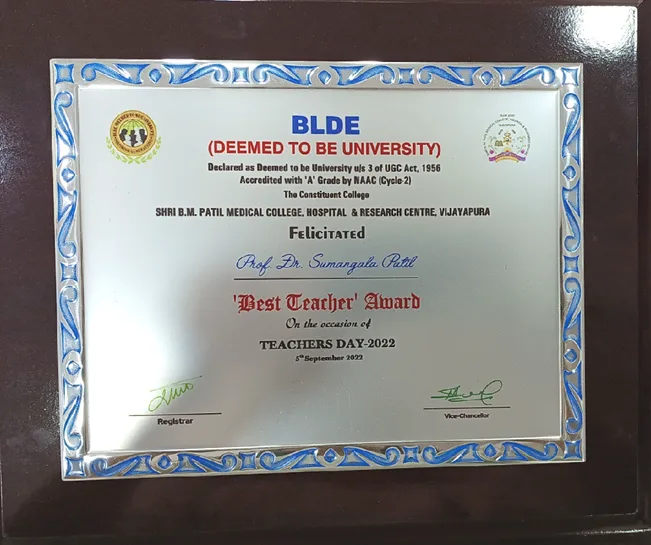 BLDE
(DEEMED TO BE UNIVERSITY)
Declared as Deemed to be University u/s 3 of UGC Act, 1956
Accredited with 'A' Grade by NAAC (Cycle-2)
The Constituent College
SHRI B.M. PATIL MEDICAL COLLEGE, HOSPITAL & RESEARCH CENTRE, VIJAYAPURA
Felicitated
Prof. Dr. Sumangala Patil
'Best Teacher' Award
On the occasion of
TEACHERS DAY-2022
5th September 2022
Registrar
Vice-Chancellor